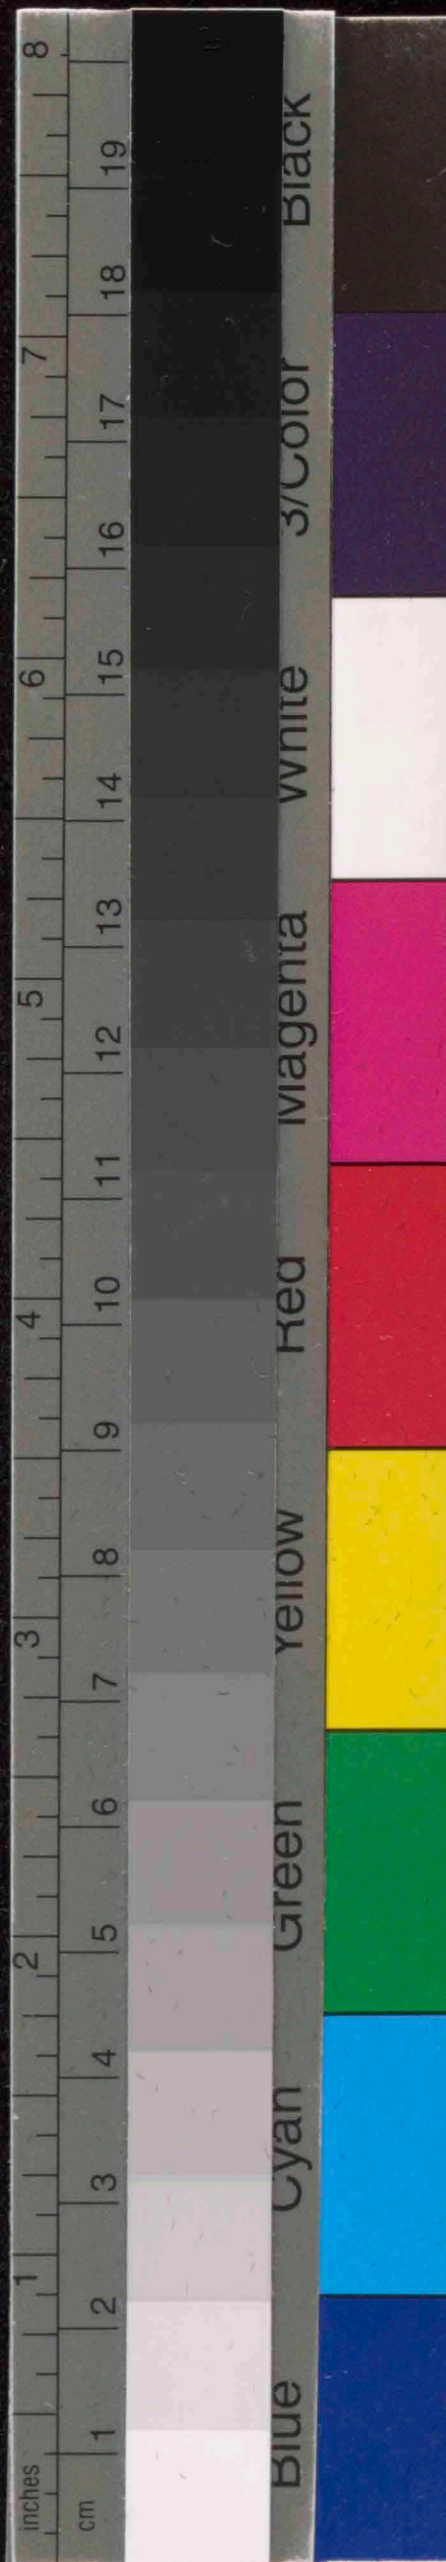 inches 1 2 3 4 5 6 7 8
cm 1 2 3 4 5 6 7 8 9 10 11 12 13 14 15 16 17 18 19
Blue Cyan Green Yellow Red Magenta White 3/Color Black